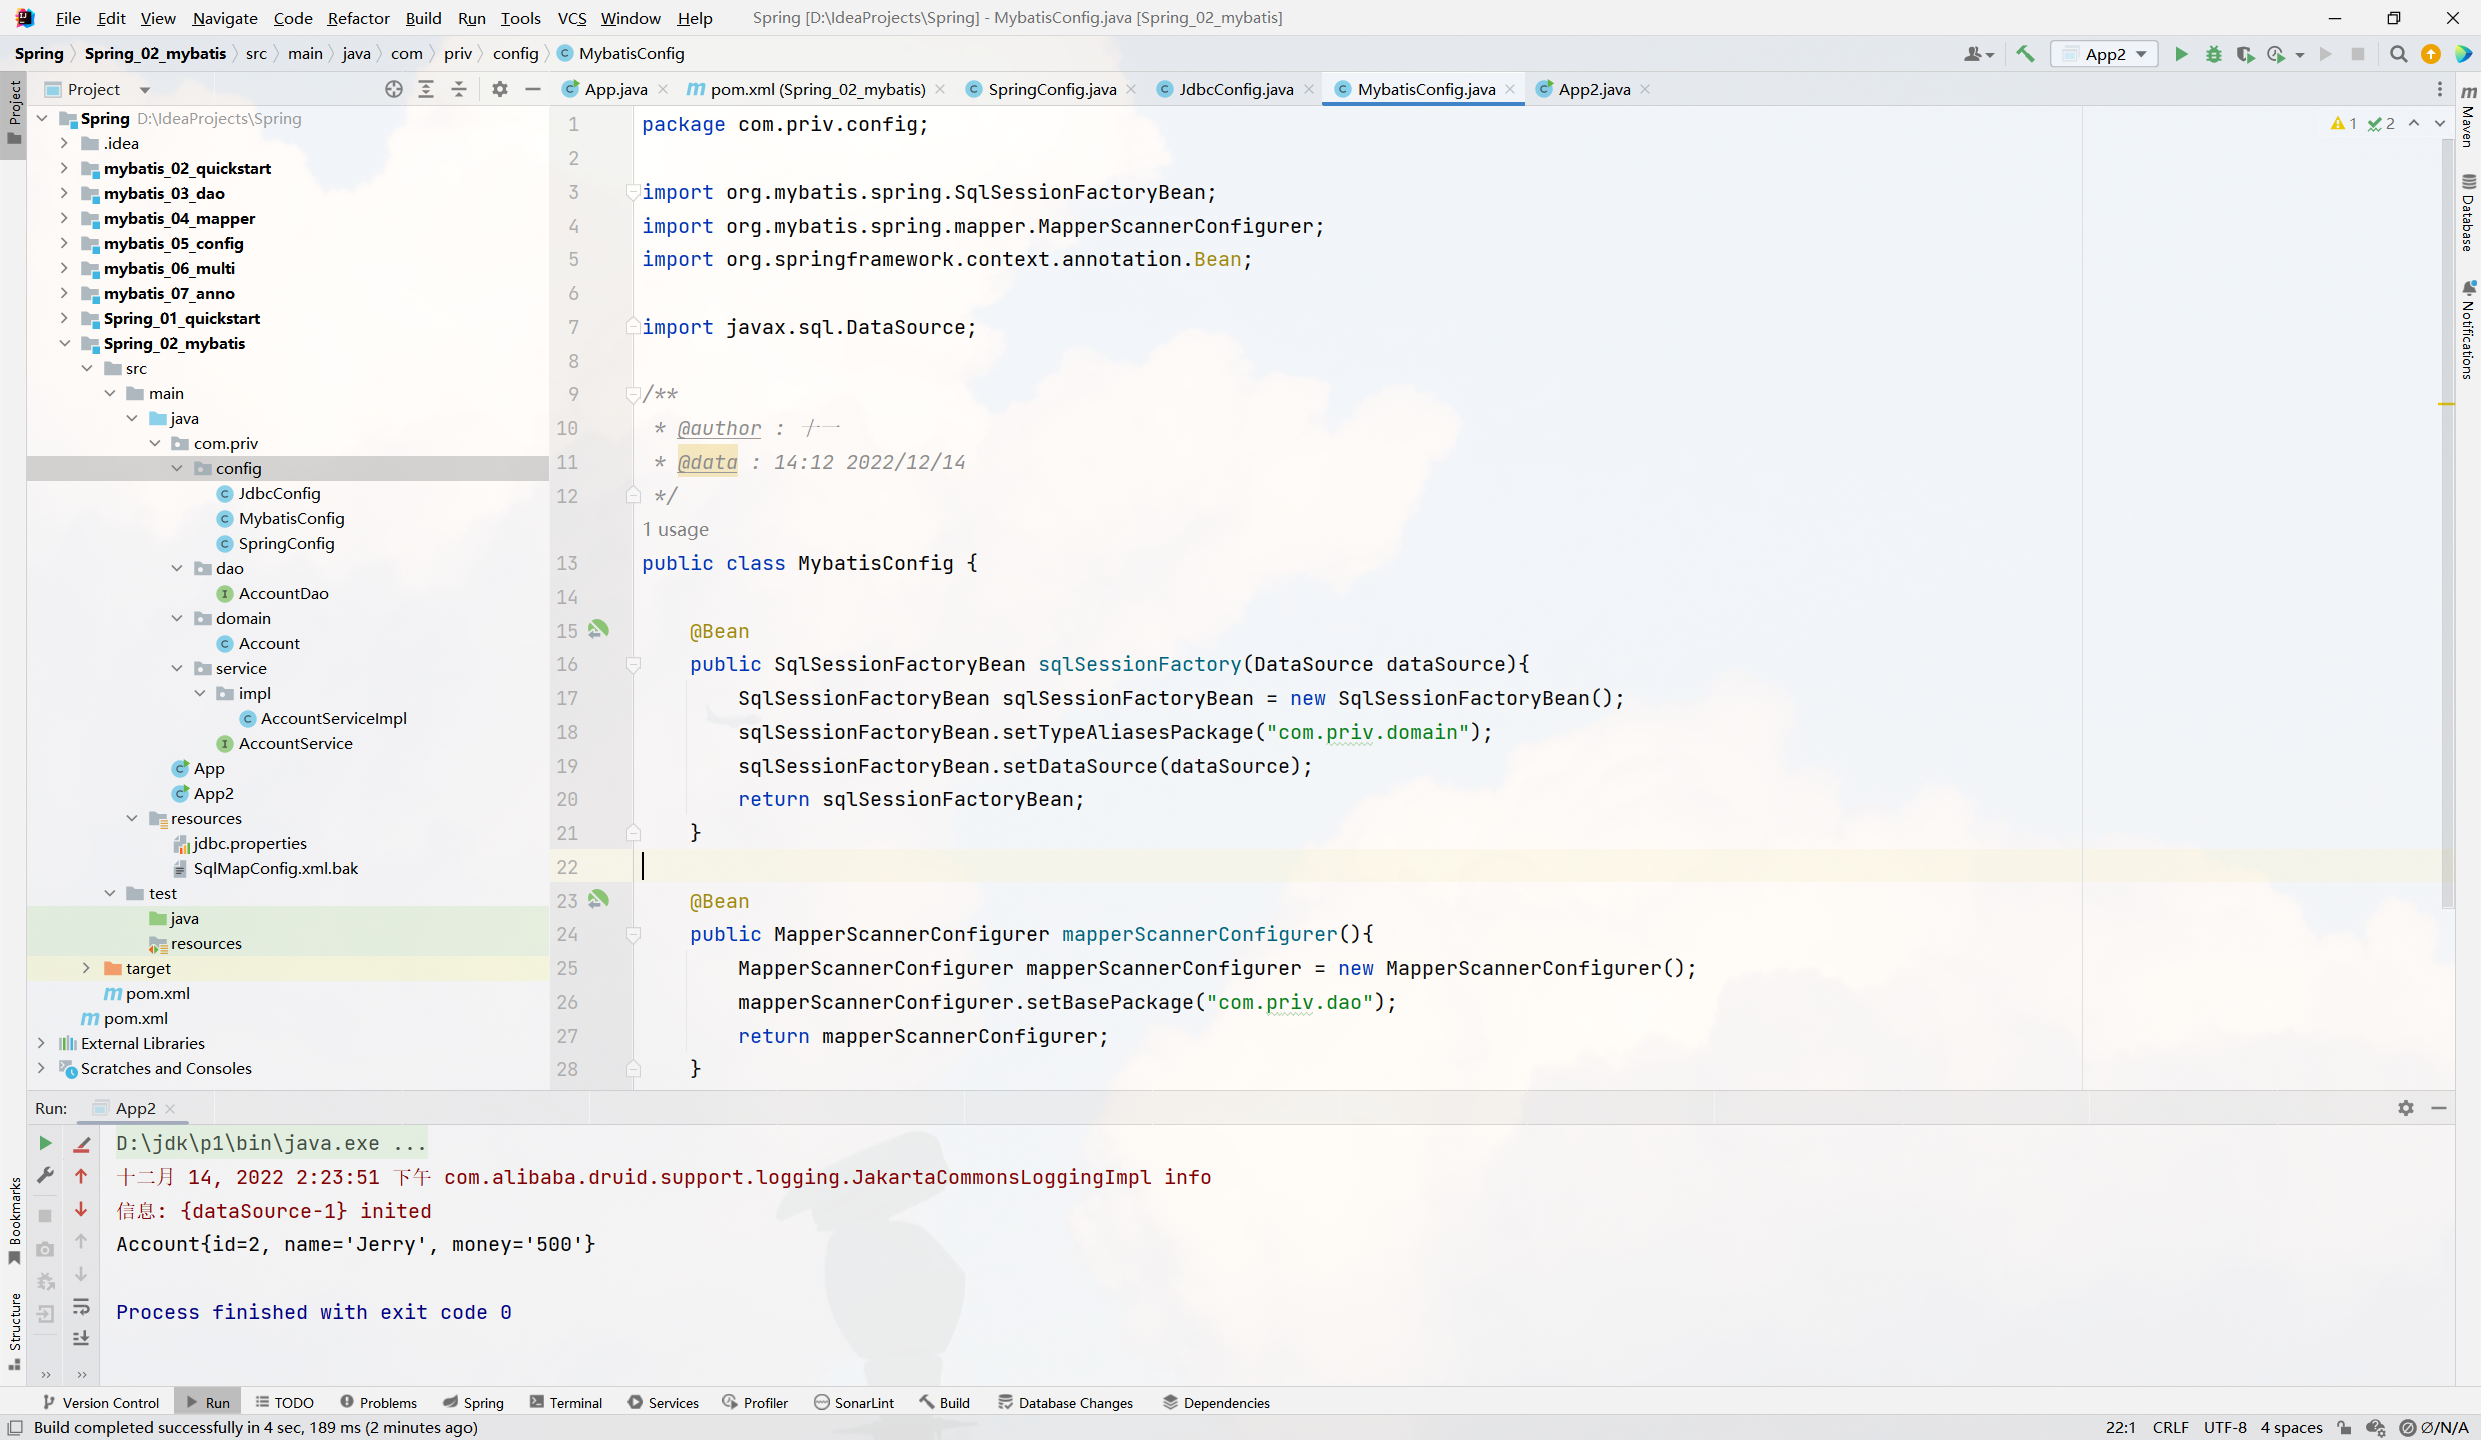 File Edit View Navigate Code Refactor Build Run Tools VCS Window Help Spring [D:\IdeaProjects\Spring] - MybatisConfig.java [Spring_02_mybatis]
Spring Spring_02_mybatis src main java com priv config MybatisConfig App2
Project App.java pom.xml (Spring_02_mybatis) SpringConfig.java JdbcConfig.java MybatisConfig.java App2.java
Project
Bookmarks
Structure
Maven
Database
Notifications
Spring D:\IdeaProjects\Spring
.idea
mybatis_02_quickstart
mybatis_03_dao
mybatis_04_mapper
mybatis_05_config
mybatis_06_multi
mybatis_07_anno
Spring_01_quickstart
Spring_02_mybatis
src
main
java
com.priv
config
JdbcConfig
MybatisConfig
SpringConfig
dao
AccountDao
domain
Account
service
impl
AccountServiceImpl
AccountService
App
App2
resources
jdbc.properties
SqlMapConfig.xml.bak
test
java
resources
target
pom.xml
pom.xml
External Libraries
Scratches and Consoles
1 2
1 package com.priv.config;
2
3 import org.mybatis.spring.SqlSessionFactoryBean;
4 import org.mybatis.spring.mapper.MapperScannerConfigurer;
5 import org.springframework.context.annotation.Bean;
6
7 import javax.sql.DataSource;
8
9 /**
10 * @author : 十一
11 * @data : 14:12 2022/12/14
12 */
1 usage
13 public class MybatisConfig {
14
15 @Bean
16 public SqlSessionFactoryBean sqlSessionFactory(DataSource dataSource){
17 SqlSessionFactoryBean sqlSessionFactoryBean = new SqlSessionFactoryBean();
18 sqlSessionFactoryBean.setTypeAliasesPackage("com.priv.domain");
19 sqlSessionFactoryBean.setDataSource(dataSource);
20 return sqlSessionFactoryBean;
21 }
22
23 @Bean
24 public MapperScannerConfigurer mapperScannerConfigurer(){
25 MapperScannerConfigurer mapperScannerConfigurer = new MapperScannerConfigurer();
26 mapperScannerConfigurer.setBasePackage("com.priv.dao");
27 return mapperScannerConfigurer;
28 }
Run: App2
D:\jdk\p1\bin\java.exe ...
十二月 14, 2022 2:23:51 下午 com.alibaba.druid.support.logging.JakartaCommonsLoggingImpl info
信息: {dataSource-1} inited
Account{id=2, name='Jerry', money='500'}
Process finished with exit code 0
Version Control Run TODO Problems Spring Terminal Services Profiler SonarLint Build Database Changes Dependencies
Build completed successfully in 4 sec, 189 ms (2 minutes ago) 22:1 CRLF UTF-8 4 spaces Ø/N/A